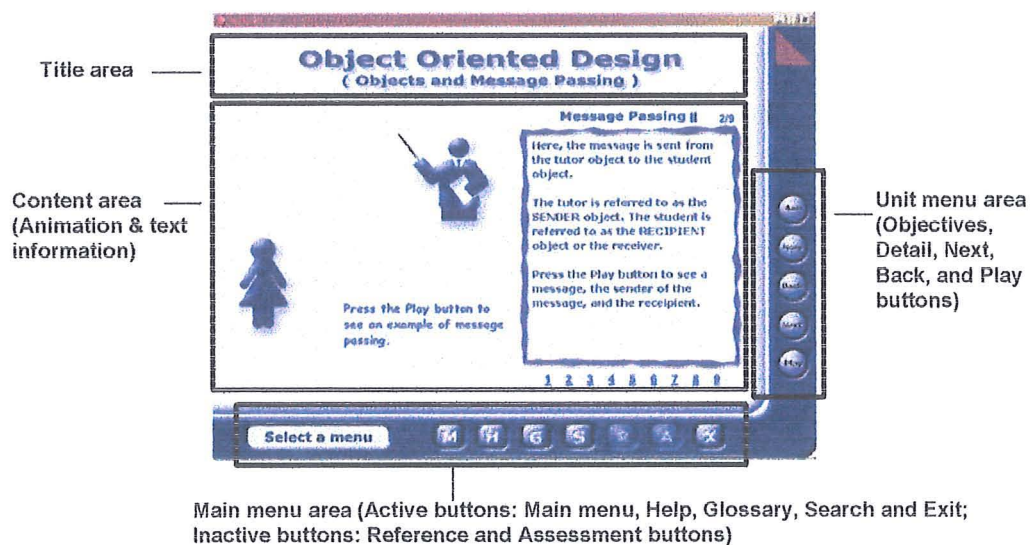 Title area
Object Oriented Design
( Objects and Message Passing )
Content area
(Animation & text
information)
Press the Play button to
see an example of message
passing.
Message Passing II 2/9
Here, the message is sent from
the tutor object to the student
object.
The tutor is referred to as the
SENDER object. The student is
referred to as the RECIPIENT
object or the receiver.
Press the Play button to see a
message, the sender of the
message, and the receipient.
1 2 3 4 5 6 7 8 9
Back
Unit menu area
(Objectives,
Detail, Next,
Back, and Play
buttons)
Select a menu M H G S R A X
Main menu area (Active buttons: Main menu, Help, Glossary, Search and Exit;
Inactive buttons: Reference and Assessment buttons)